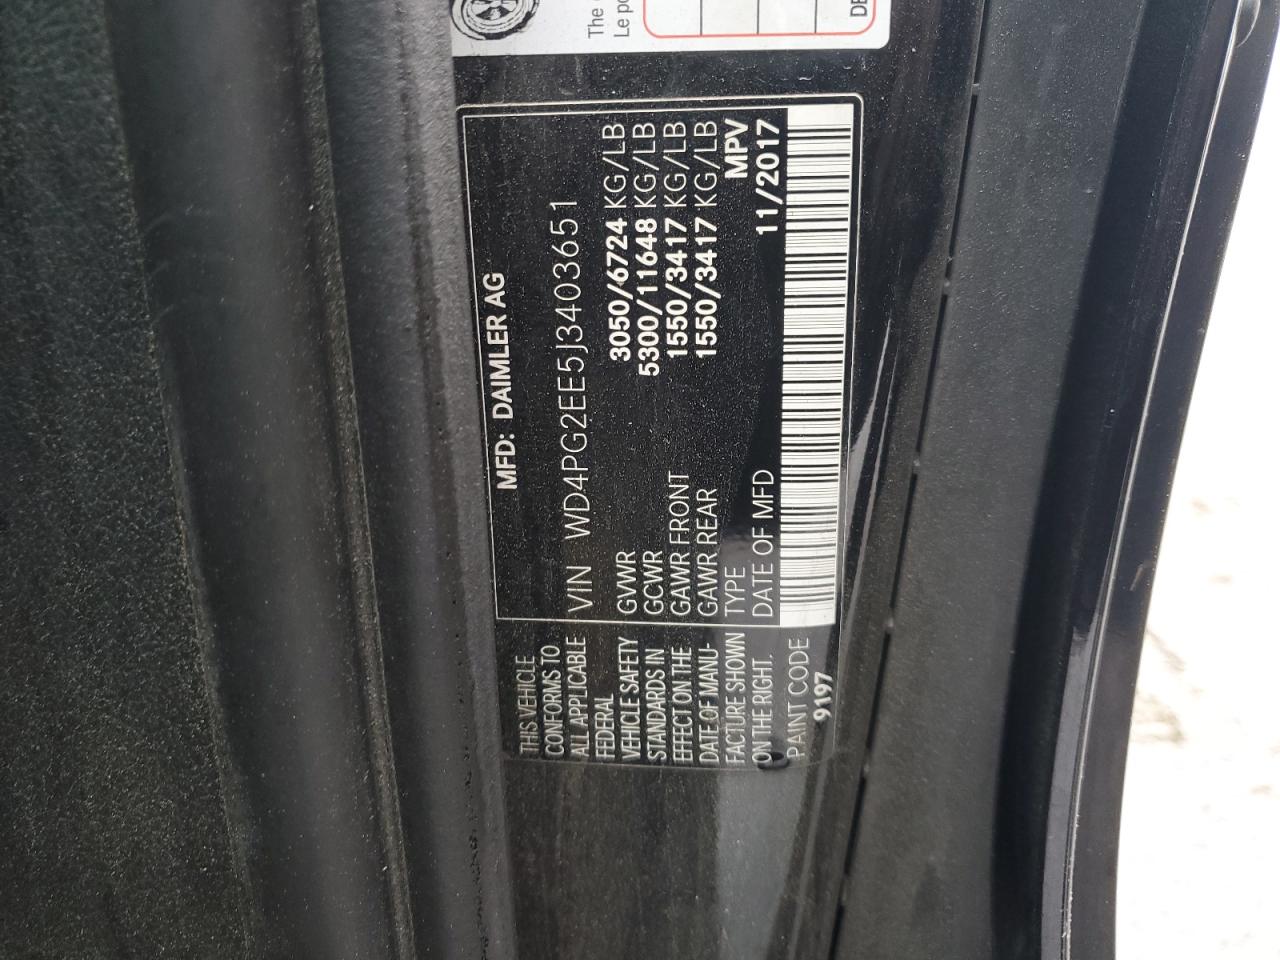 The
Le
DE
MFD: DAIMLER AG
VIN WD4PG2EE5J3403651
GVWR 3050/6724 KG/LB
GCWR 5300/11648 KG/LB
GAWR FRONT 1550/3417 KG/LB
GAWR REAR 1550/3417 KG/LB
TYPE MPV
DATE OF MFD 11/2017
THIS VEHICLE
CONFORMS TO
ALL APPLICABLE
FEDERAL
VEHICLE SAFETY
STANDARDS IN
EFFECT ON THE
DATE OF MANU-
FACTURE SHOWN
ON THE RIGHT.
PAINT CODE
9197